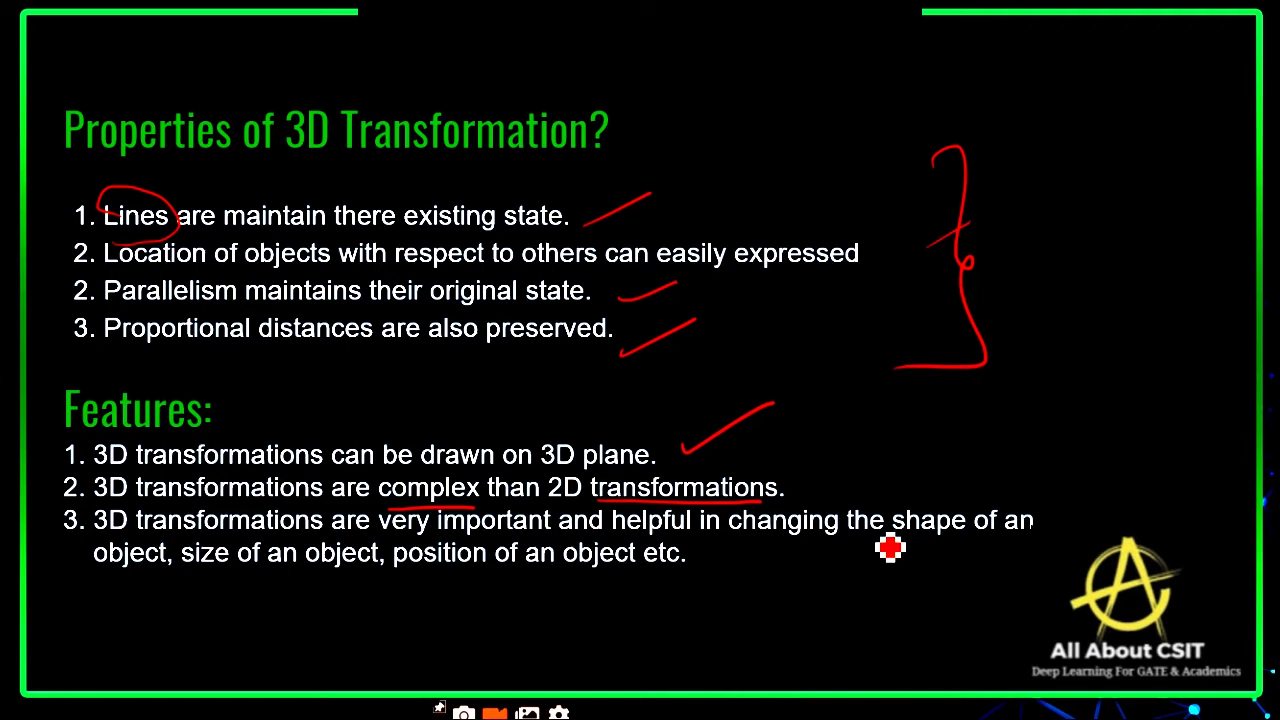 Properties of 3D Transformation?
1. Lines are maintain there existing state.
2. Location of objects with respect to others can easily expressed
2. Parallelism maintains their original state.
3. Proportional distances are also preserved.
Features:
1. 3D transformations can be drawn on 3D plane.
2. 3D transformations are complex than 2D transformations.
3. 3D transformations are very important and helpful in changing the shape of an
object, size of an object, position of an object etc.
All About CSIT
Deep Learning For GATE & Academics